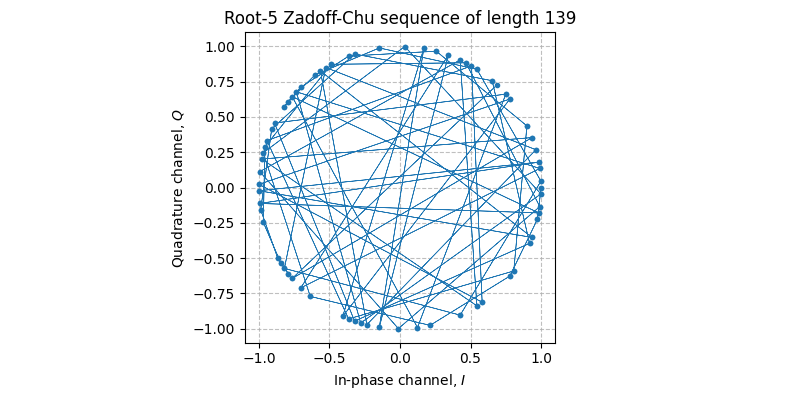 Root-5 Zadoff-Chu sequence of length 139
1.00
0.75
0.50
0.25
0.00
−0.25
−0.50
−0.75
−1.00
Quadrature channel, Q
−1.0 −0.5 0.0 0.5 1.0
In-phase channel, I